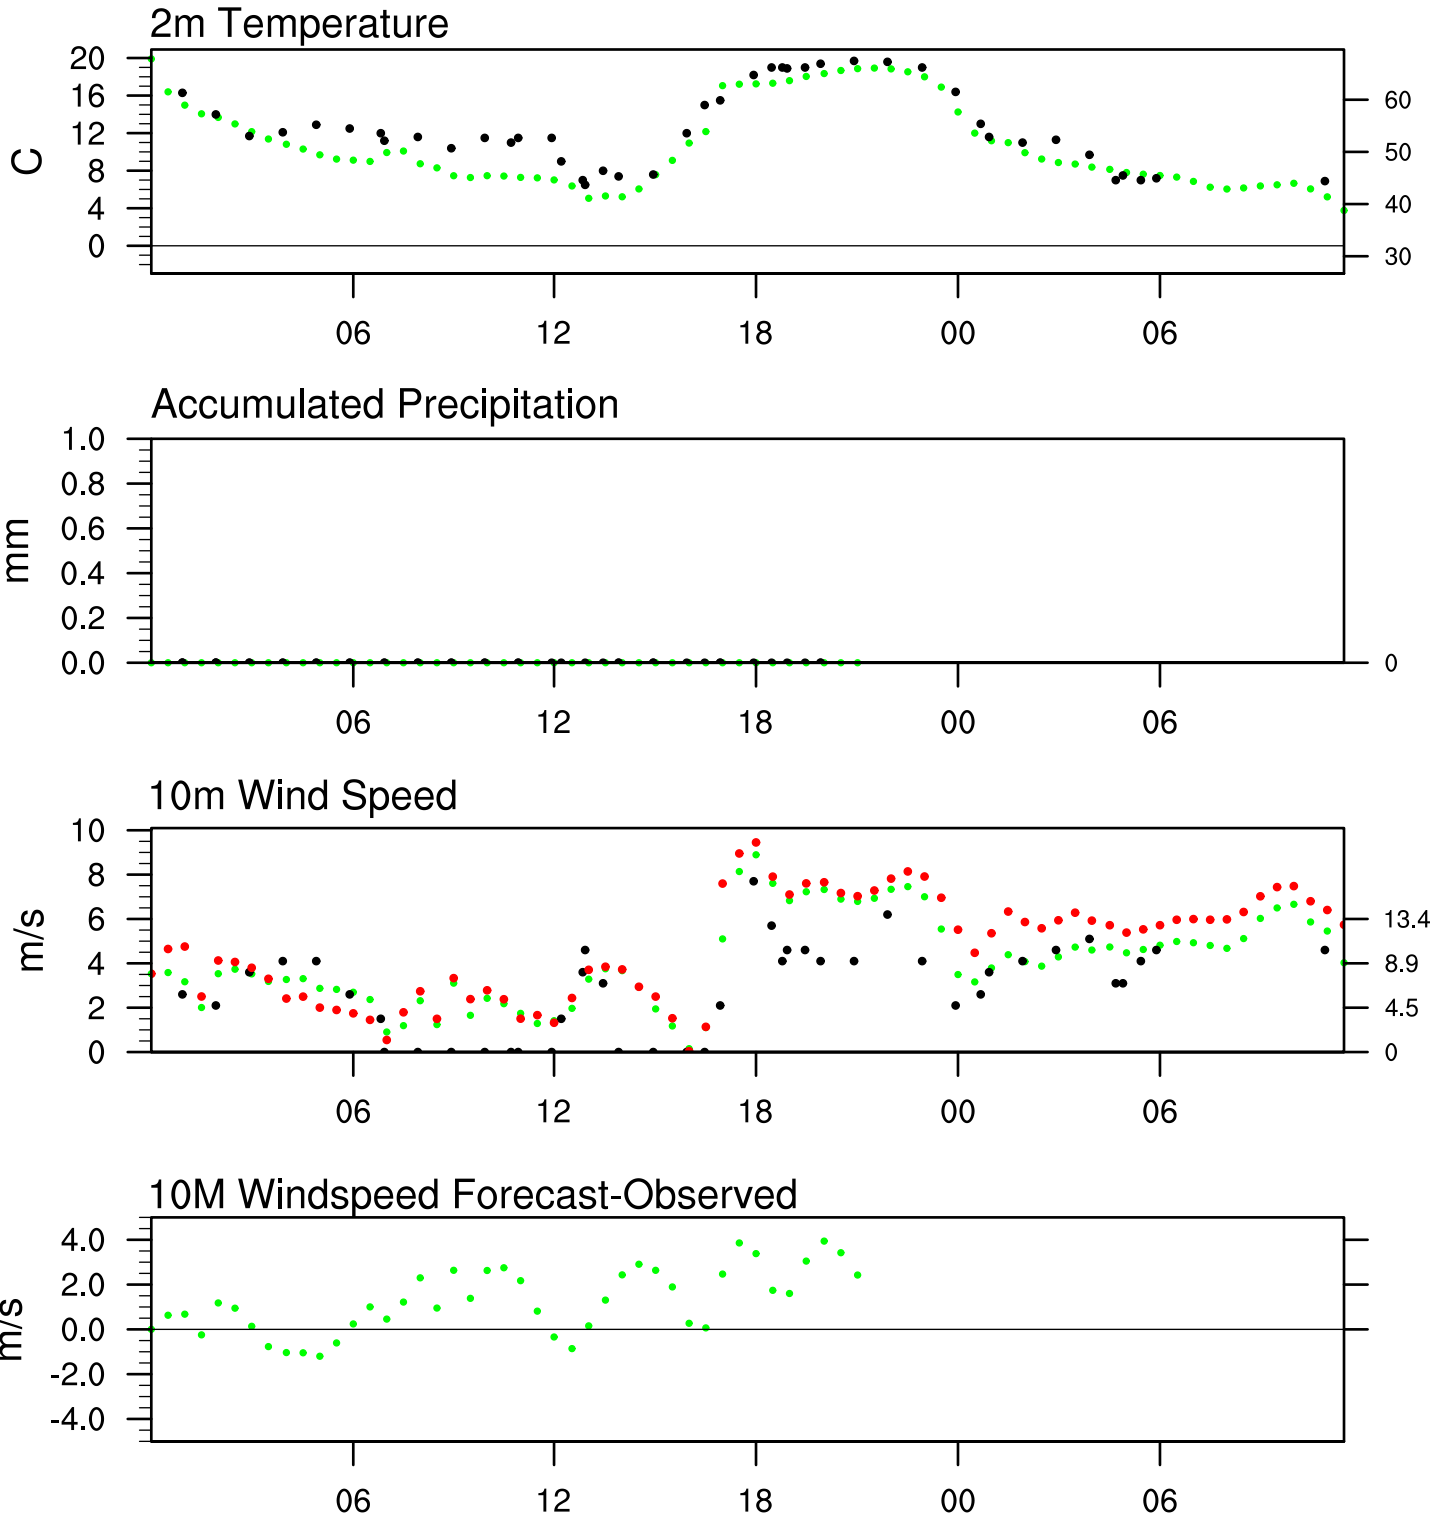 2m Temperature
20
16
12
8
4
0
C
60
50
40
30
06 12 18 00 06
Accumulated Precipitation
1.0
0.8
0.6
0.4
0.2
0.0
mm
0
06 12 18 00 06
10m Wind Speed
10
8
6
4
2
0
m/s
13.4
8.9
4.5
0
06 12 18 00 06
10M Windspeed Forecast-Observed
4.0
2.0
0.0
-2.0
-4.0
m/s
06 12 18 00 06